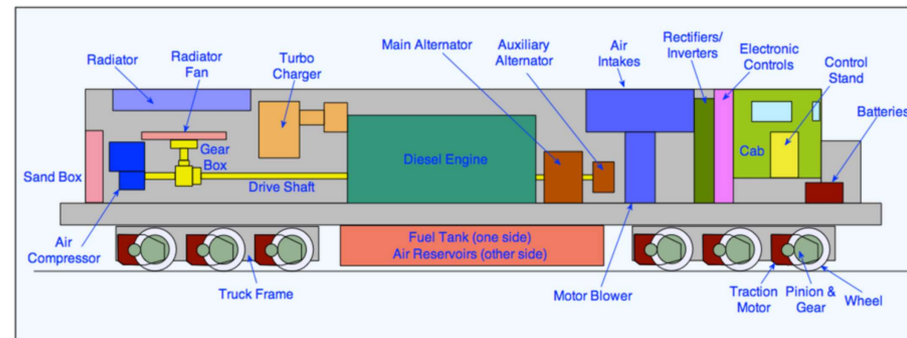 Radiator
Radiator
Fan
Turbo
Charger
Main Alternator
Auxiliary
Alternator
Air
Intakes
Rectifiers/
Inverters
Electronic
Controls
Control
Stand
Batteries
Sand Box
Gear
Box
Drive Shaft
Diesel Engine
Cab
Air
Compressor
Fuel Tank (one side)
Air Reservoirs (other side)
Truck Frame
Motor Blower
Traction
Motor
Pinion &
Gear
Wheel